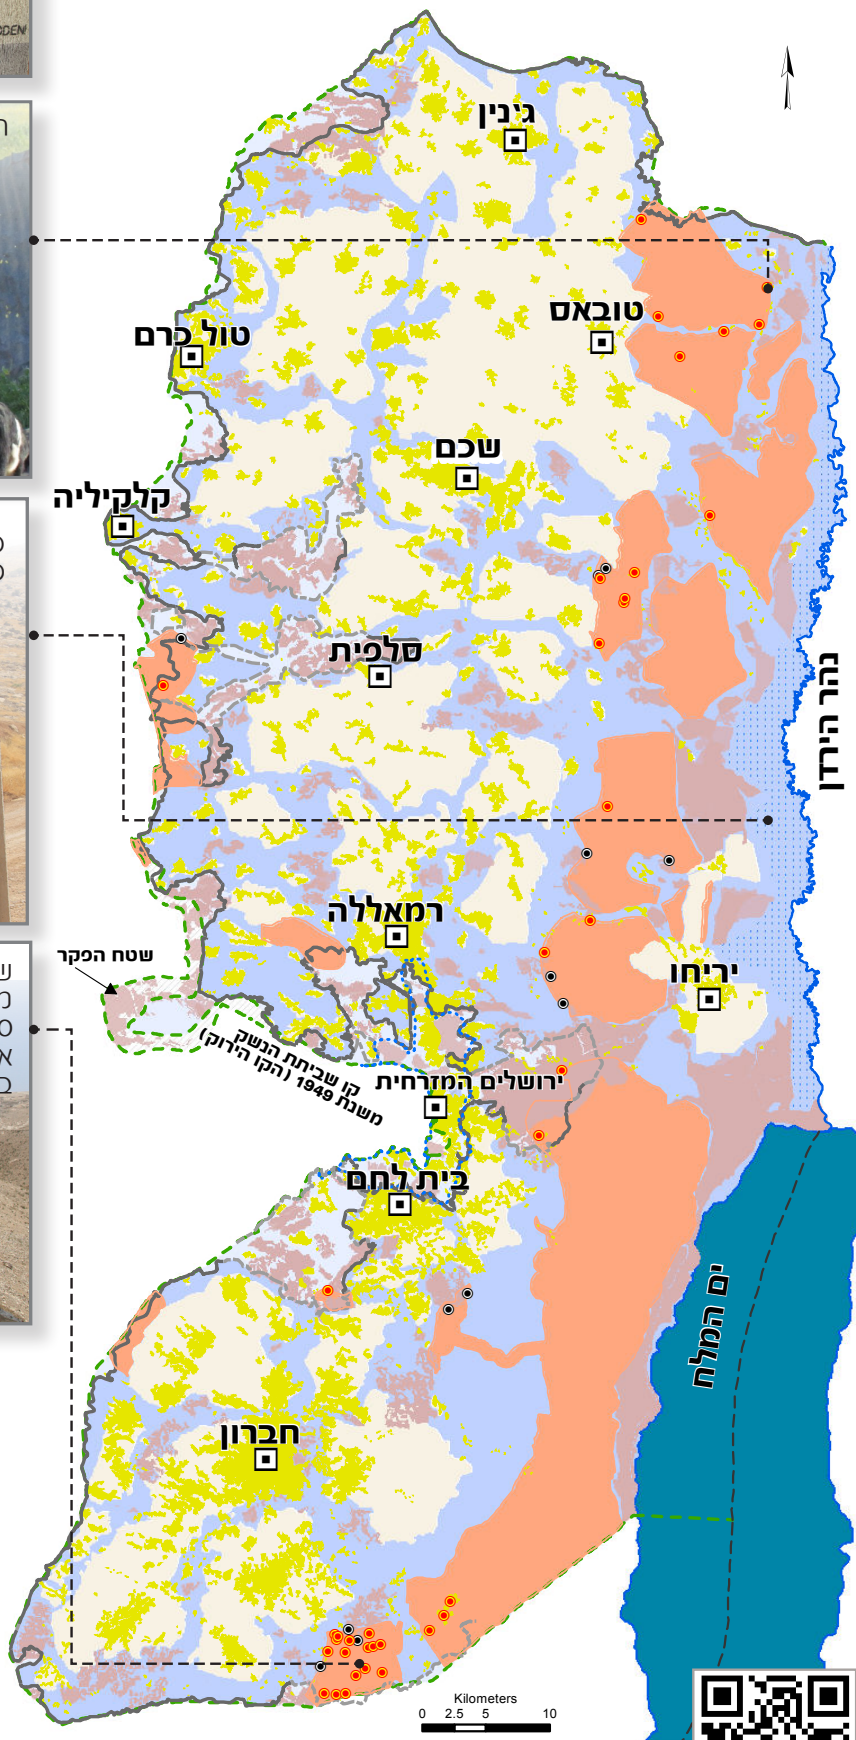 DDEN
ג'נין
טובאס
טול כרם
שכם
קלקיליה
סלפית
נהר הירדן
רמאללה
שטח הפקר
יריחו
קו שביתת הנשק
משנת 1949 (הקו הירוק)
ירושלים המזרחית
בית לחם
ים המלח
חברון
Kilometers
0 2.5 5 10